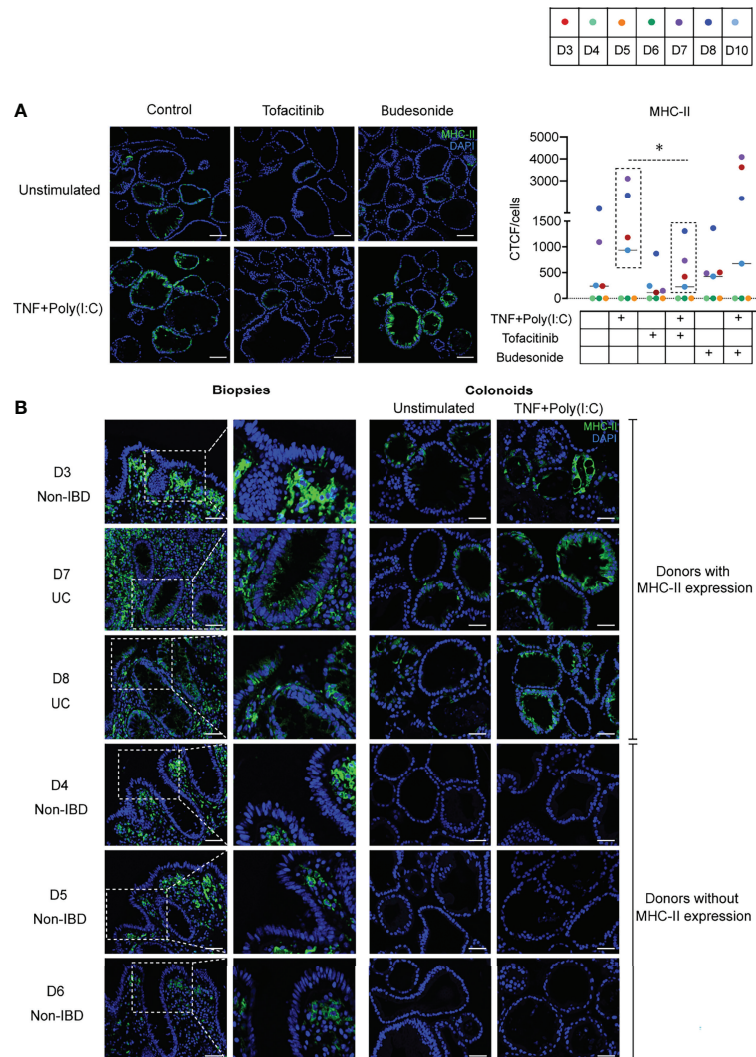 D3 D4 D5 D6 D7 D8 D10
A
Control Tofacitinib Budesonide
MHC-II
DAPI
Unstimulated
TNF+Poly(I:C)
MHC-II
*
5000
4000
3000
1500
1000
500
0
CTCF/cells
TNF+Poly(I:C) + + +
Tofacitinib + +
Budesonide + +
B
Biopsies Colonoids
Unstimulated TNF+Poly(I:C)
MHC-II
DAPI
D3
Non-IBD
D7
UC
D8
UC
Donors with
MHC-II expression
D4
Non-IBD
D5
Non-IBD
D6
Non-IBD
Donors without
MHC-II expression